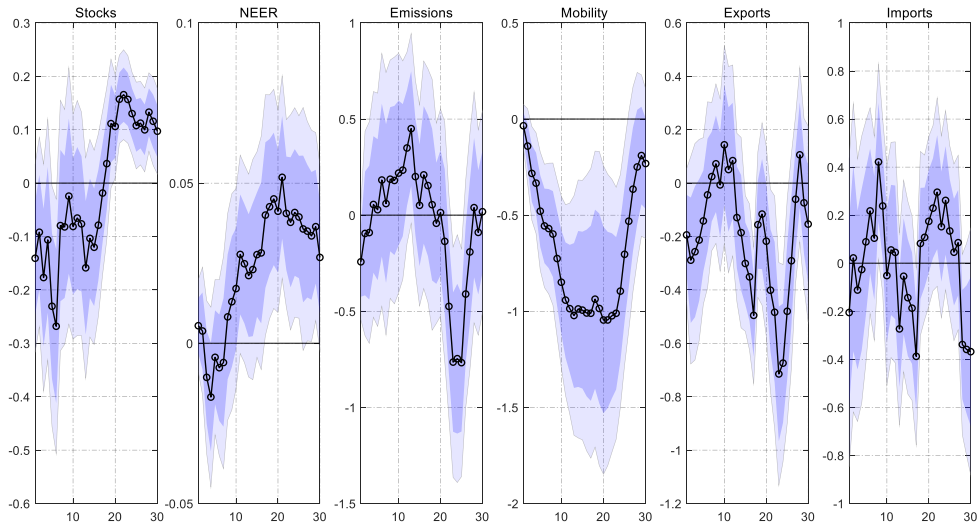 Stocks NEER Emissions Mobility Exports Imports
0.3 0.2 0.1 0 -0.1 -0.2 -0.3 -0.4 -0.5 -0.6
10 20 30
0.1 0.05 0 -0.05
10 20 30
1 0.5 0 -0.5 -1 -1.5
10 20 30
0.5 0 -0.5 -1 -1.5 -2
10 20 30
0.6 0.4 0.2 0 -0.2 -0.4 -0.6 -0.8 -1 -1.2
10 20 30
1 0.8 0.6 0.4 0.2 0 -0.2 -0.4 -0.6 -0.8 -1
10 20 30